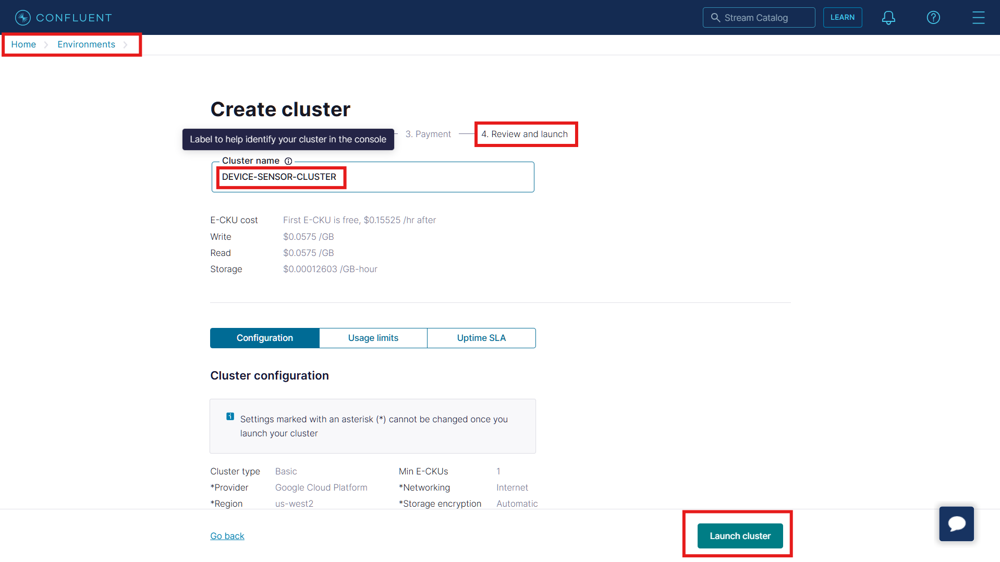 CONFLUENT
Stream Catalog
LEARN
Home
Environments
Create cluster
Label to help identify your cluster in the console
3. Payment
4. Review and launch
Cluster name
DEVICE-SENSOR-CLUSTER
E-CKU cost First E-CKU is free, $0.15525 /hr after
Write $0.0575 /GB
Read $0.0575 /GB
Storage $0.00012603 /GB-hour
Configuration
Usage limits
Uptime SLA
Cluster configuration
Settings marked with an asterisk (*) cannot be changed once you
launch your cluster
Cluster type Basic Min E-CKUs 1
*Provider Google Cloud Platform *Networking Internet
*Region us-west2 *Storage encryption Automatic
Go back
Launch cluster